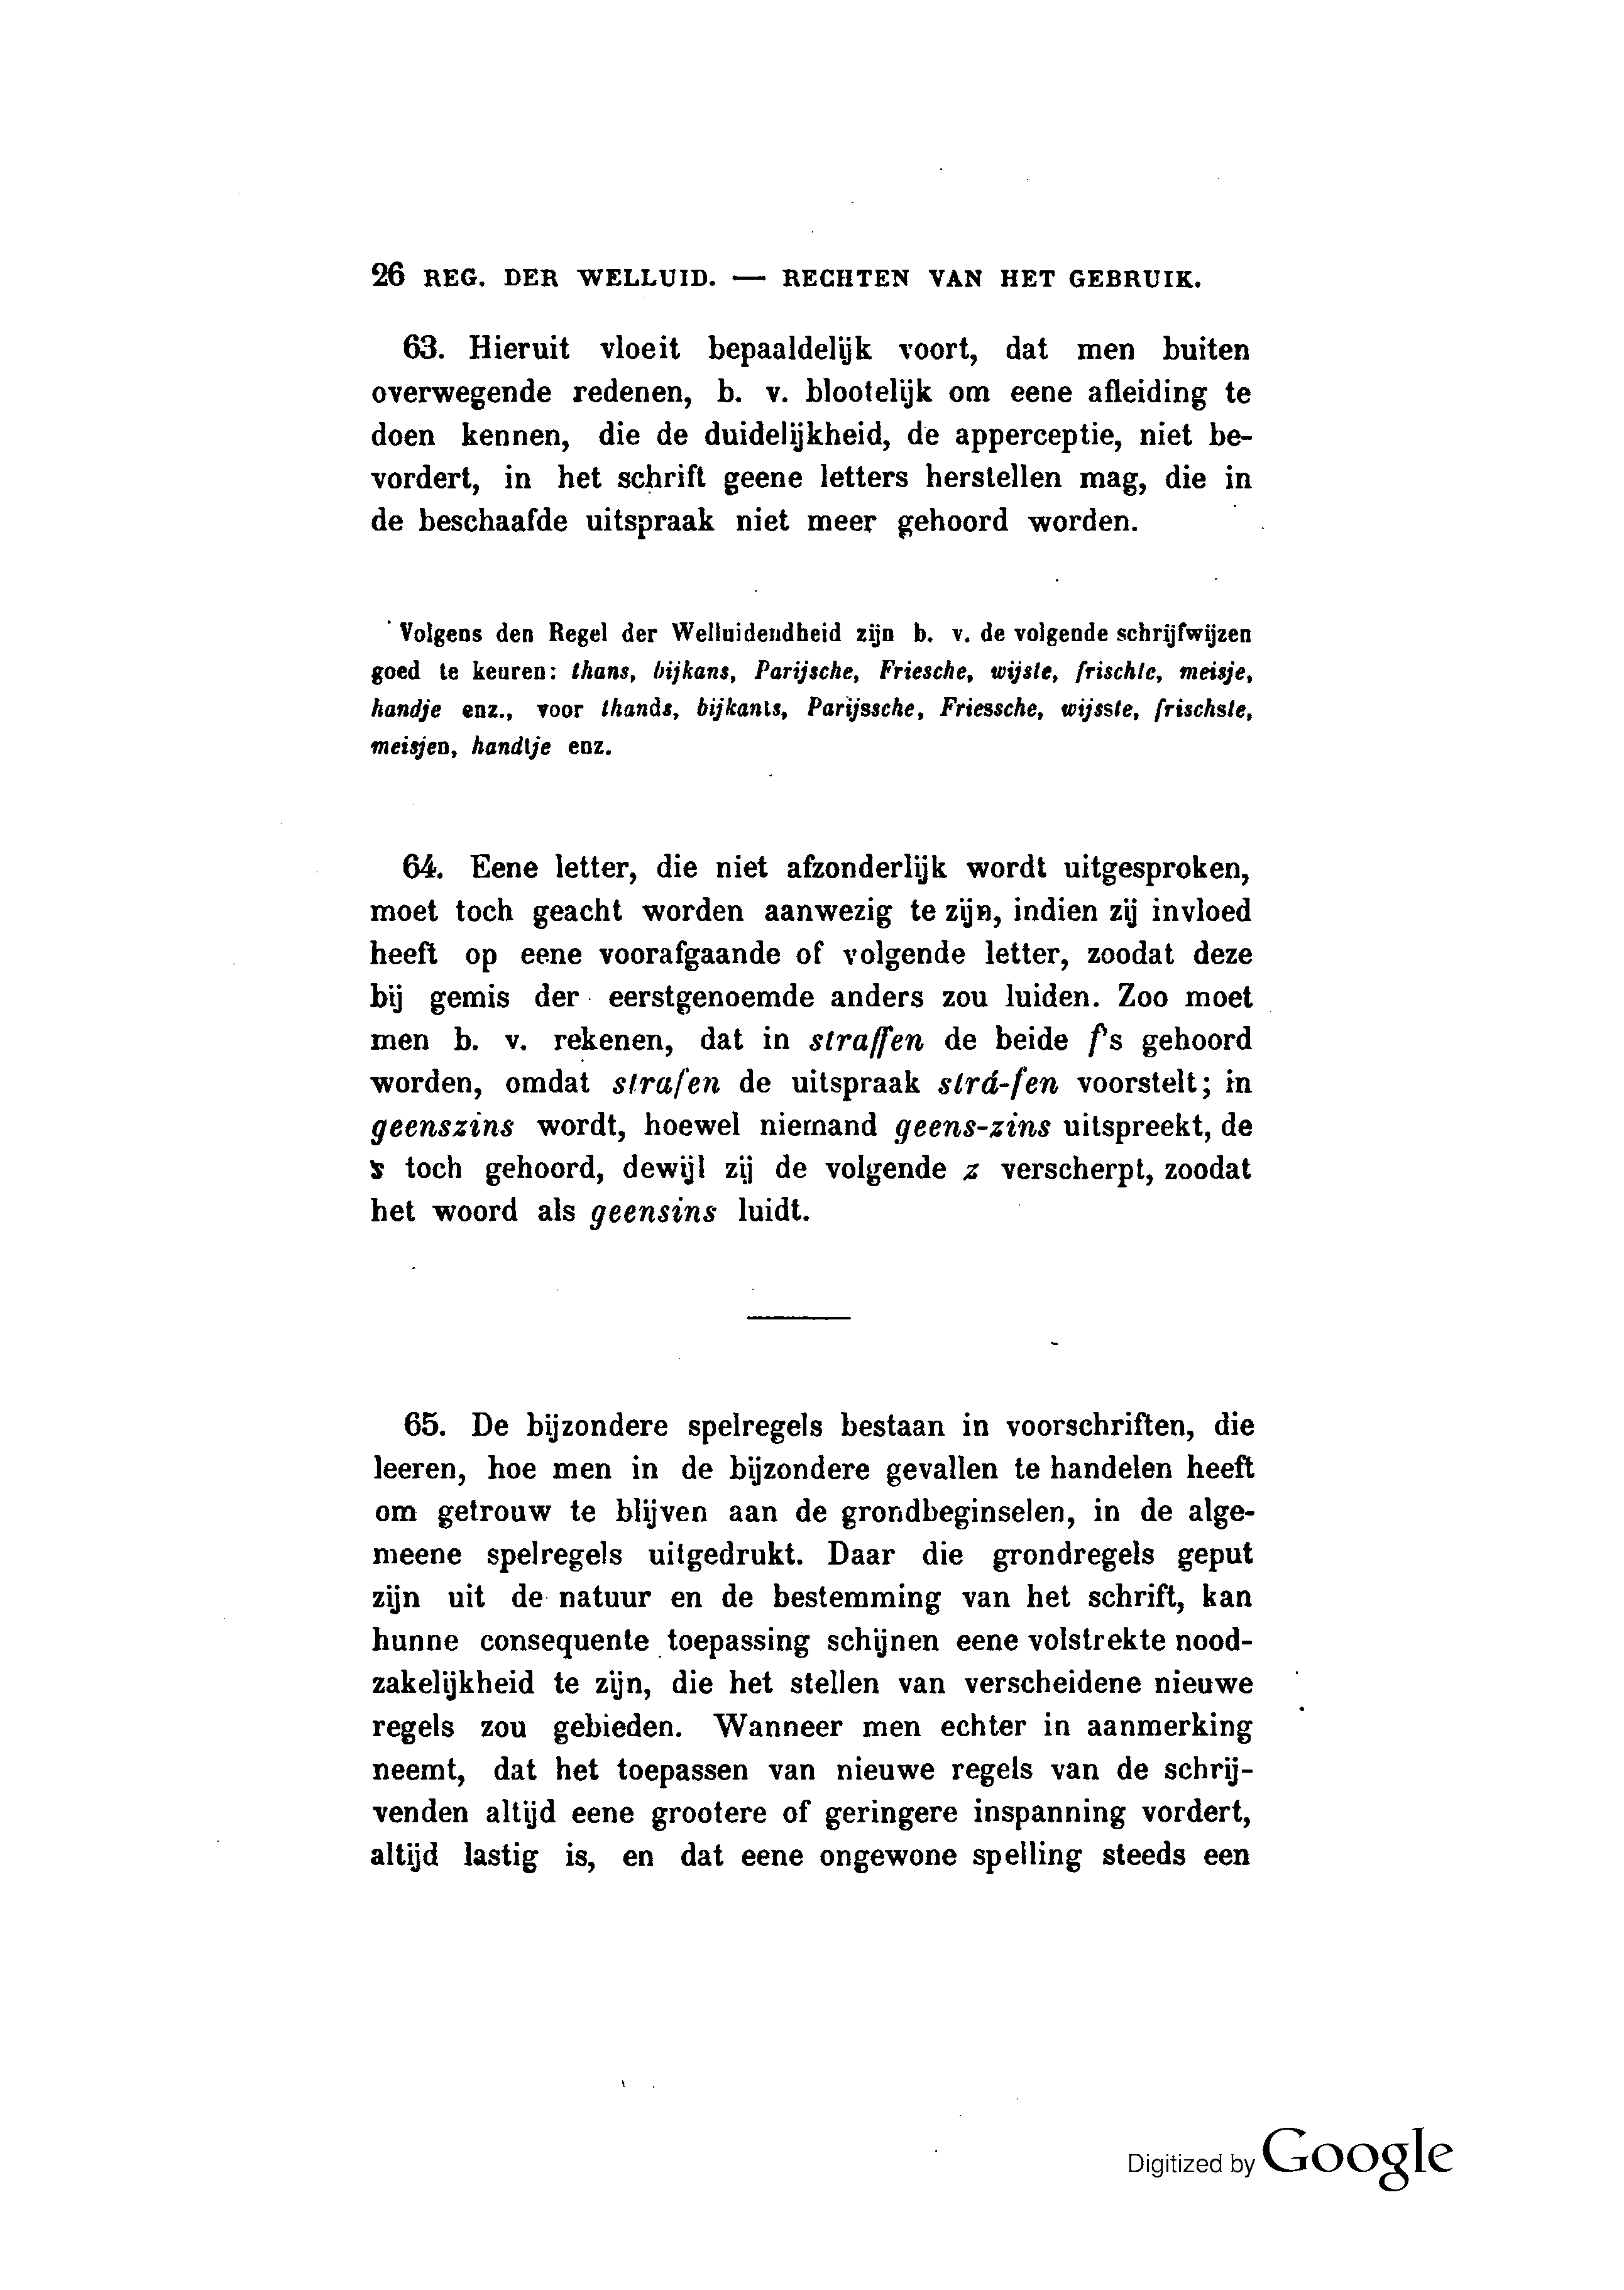 26 REG. DER WELLUID. — RECHTEN VAN HET GEBRUIK.
63. Hieruit vloeit bepaaldelijk voort, dat men buiten
overwegende redenen, b. v. blootelijk om eene afleiding te
doen kennen, die de duidelijkheid, de apperceptie, niet be-
vordert, in het schrift geene letters herstellen mag, die in
de beschaafde uitspraak niet meer gehoord worden.
Volgens den Regel der Welluidendheid zijn b. v. de volgende schrijfwijzen
goed te keuren: thans, bijkans, Parijsche, Friesche, wijste, frischte, meisje,
handje enz., voor thands, bijkants, Parijssche, Friessche, wijsste, frischste,
meisjen, handtje enz.
64. Eene letter, die niet afzonderlijk wordt uitgesproken,
moet toch geacht worden aanwezig te zijn, indien zij invloed
heeft op eene voorafgaande of volgende letter, zoodat deze
bij gemis der eerstgenoemde anders zou luiden. Zoo moet
men b. v. rekenen, dat in straffen de beide f's gehoord
worden, omdat strafen de uitspraak strá-fen voorstelt; in
geenszins wordt, hoewel niemand geens-zins uitspreekt, de
s toch gehoord, dewijl zij de volgende z verscherpt, zoodat
het woord als geensins luidt.
65. De bijzondere spelregels bestaan in voorschriften, die
leeren, hoe men in de bijzondere gevallen te handelen heeft
om getrouw te blijven aan de grondbeginselen, in de alge-
meene spelregels uitgedrukt. Daar die grondregels geput
zijn uit de natuur en de bestemming van het schrift, kan
hunne consequente toepassing schijnen eene volstrekte nood-
zakelijkheid te zijn, die het stellen van verscheidene nieuwe
regels zou gebieden. Wanneer men echter in aanmerking
neemt, dat het toepassen van nieuwe regels van de schrij-
venden altijd eene grootere of geringere inspanning vordert,
altijd lastig is, en dat eene ongewone spelling steeds een
Digitized by Google